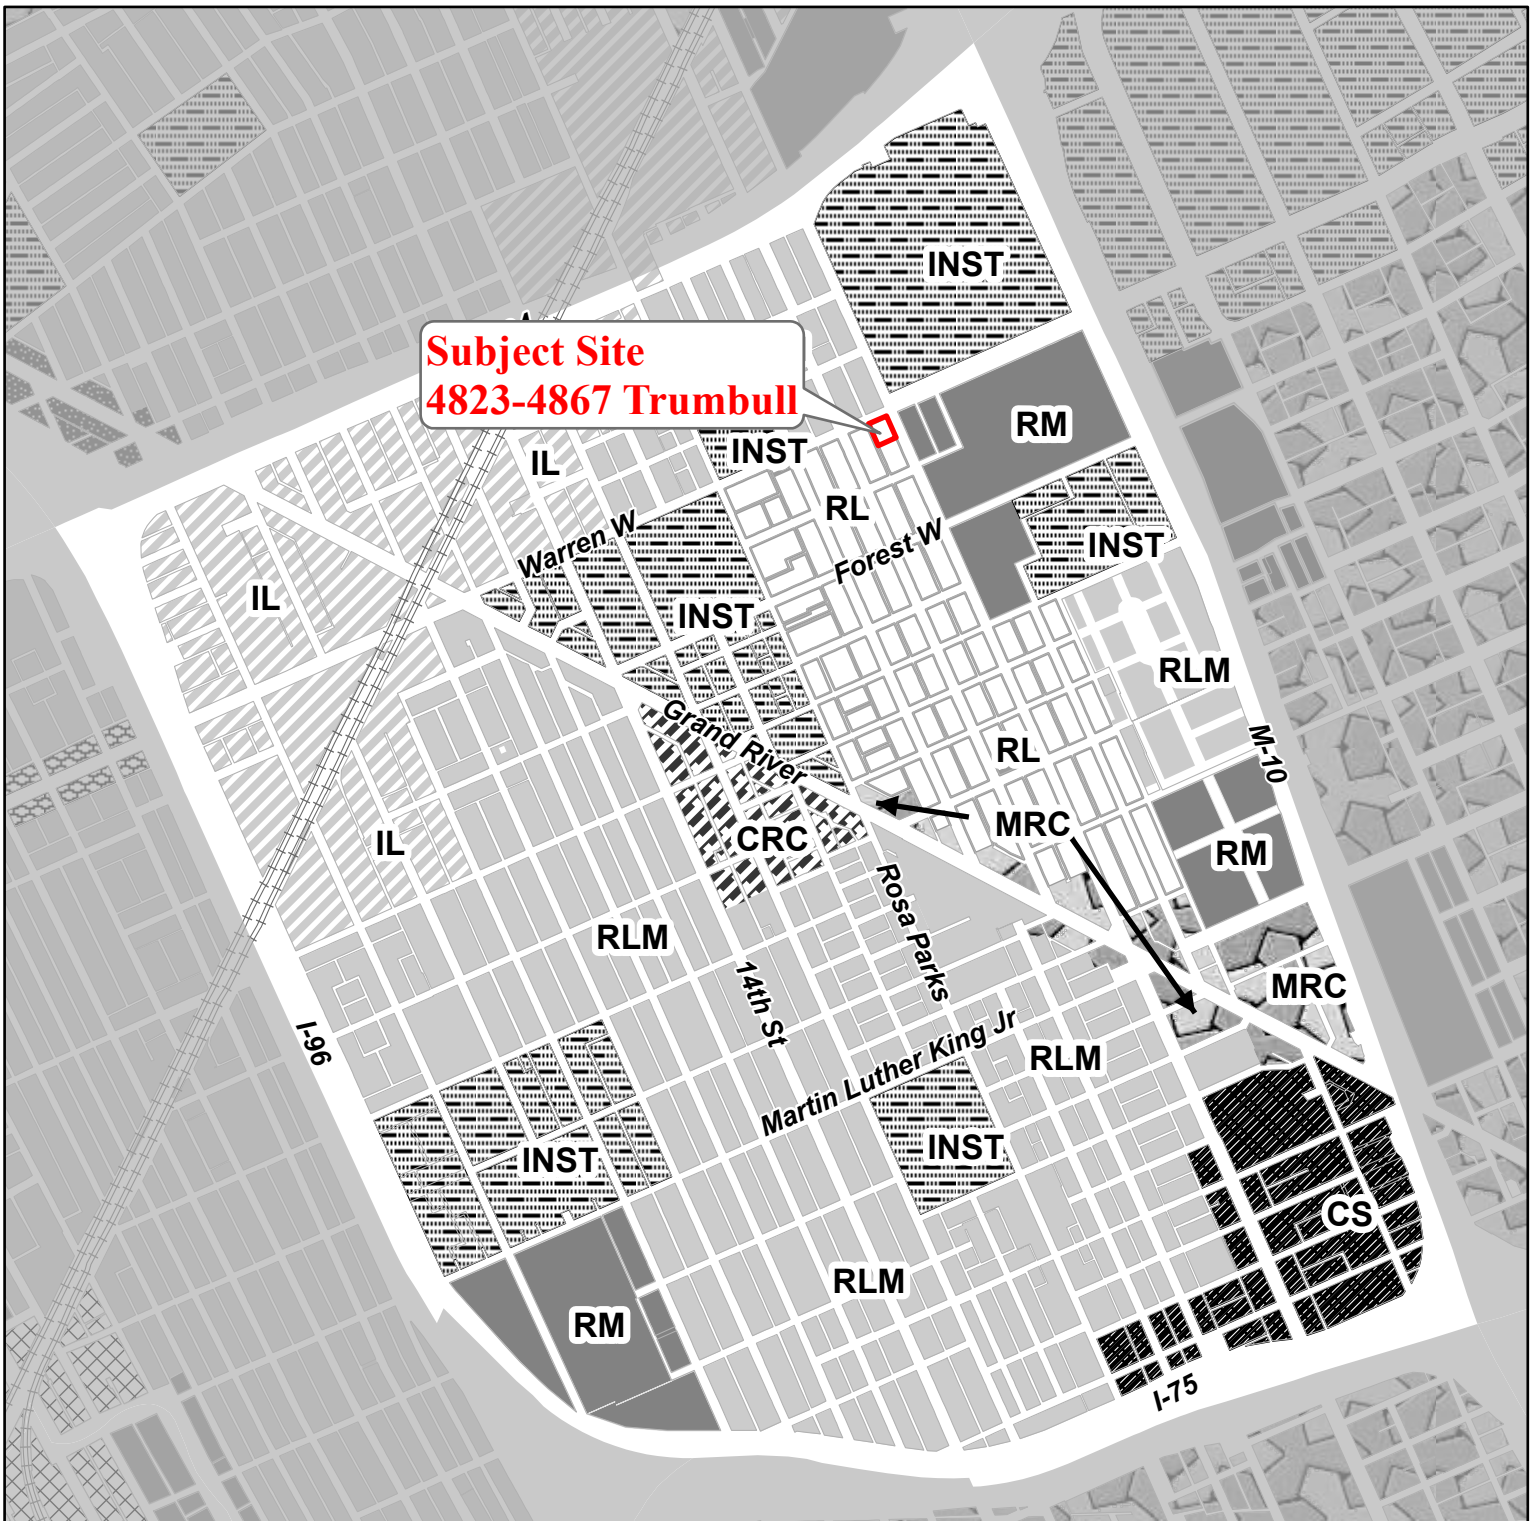 INST
Subject Site
4823-4867 Trumbull
RM
INST
IL
RL
Warren W
Forest W
INST
IL
INST
RLM
Grand River
RL
M-10
MRC
CRC
IL
RM
Rosa Parks
RLM
14th St
MRC
I-96
Martin Luther King Jr
RLM
INST
INST
CS
RLM
RM
I-75